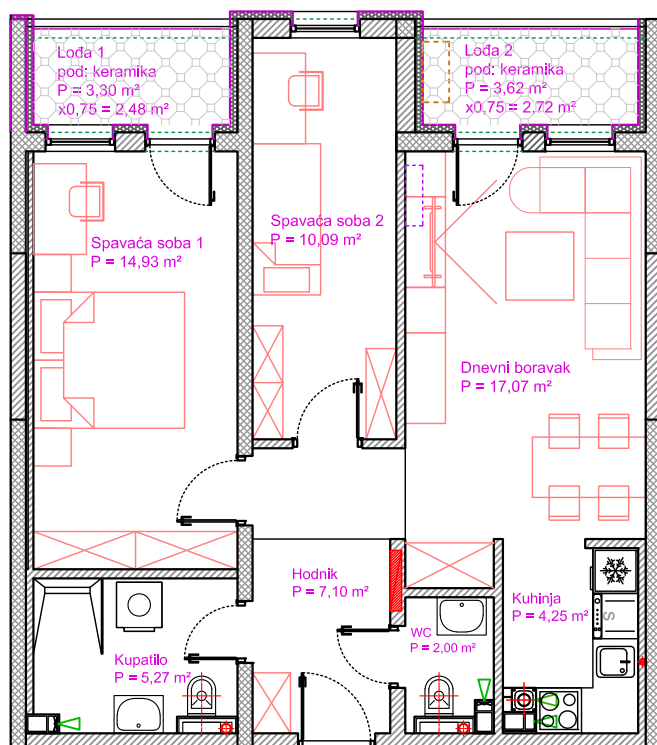 Lođa 1
pod: keramika
P = 3,30 m²
x0,75 = 2,48 m²
Lođa 2
pod: keramika
P = 3,62 m²
x0,75 = 2,72 m²
Spavaća soba 1
P = 14,93 m²
Spavaća soba 2
P = 10,09 m²
Dnevni boravak
P = 17,07 m²
Hodnik
P = 7,10 m²
Kuhinja
P = 4,25 m²
S
WC
P = 2,00 m²
Kupatilo
P = 5,27 m²